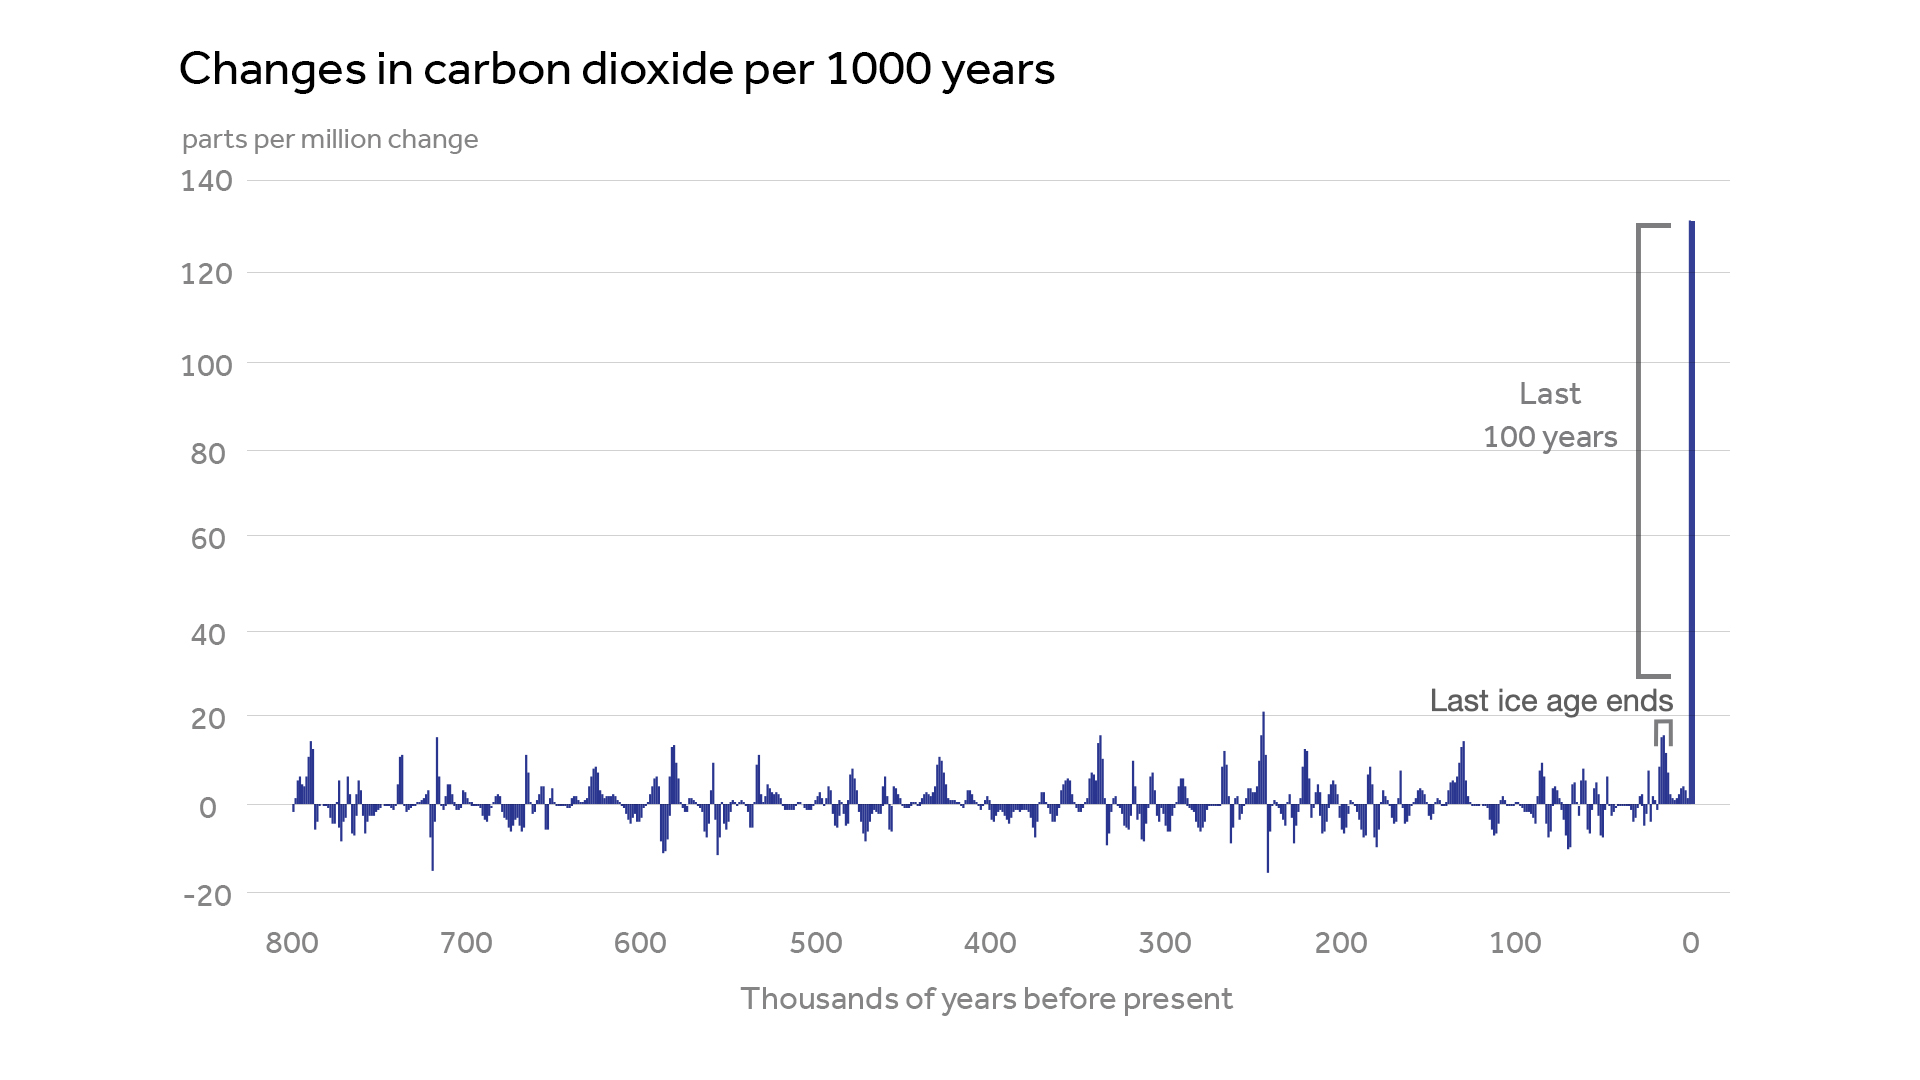 Changes in carbon dioxide per 1000 years
parts per million change
140
120
100
80
60
40
20
0
-20
Last
100 years
Last ice age ends
800 700 600 500 400 300 200 100 0
Thousands of years before present